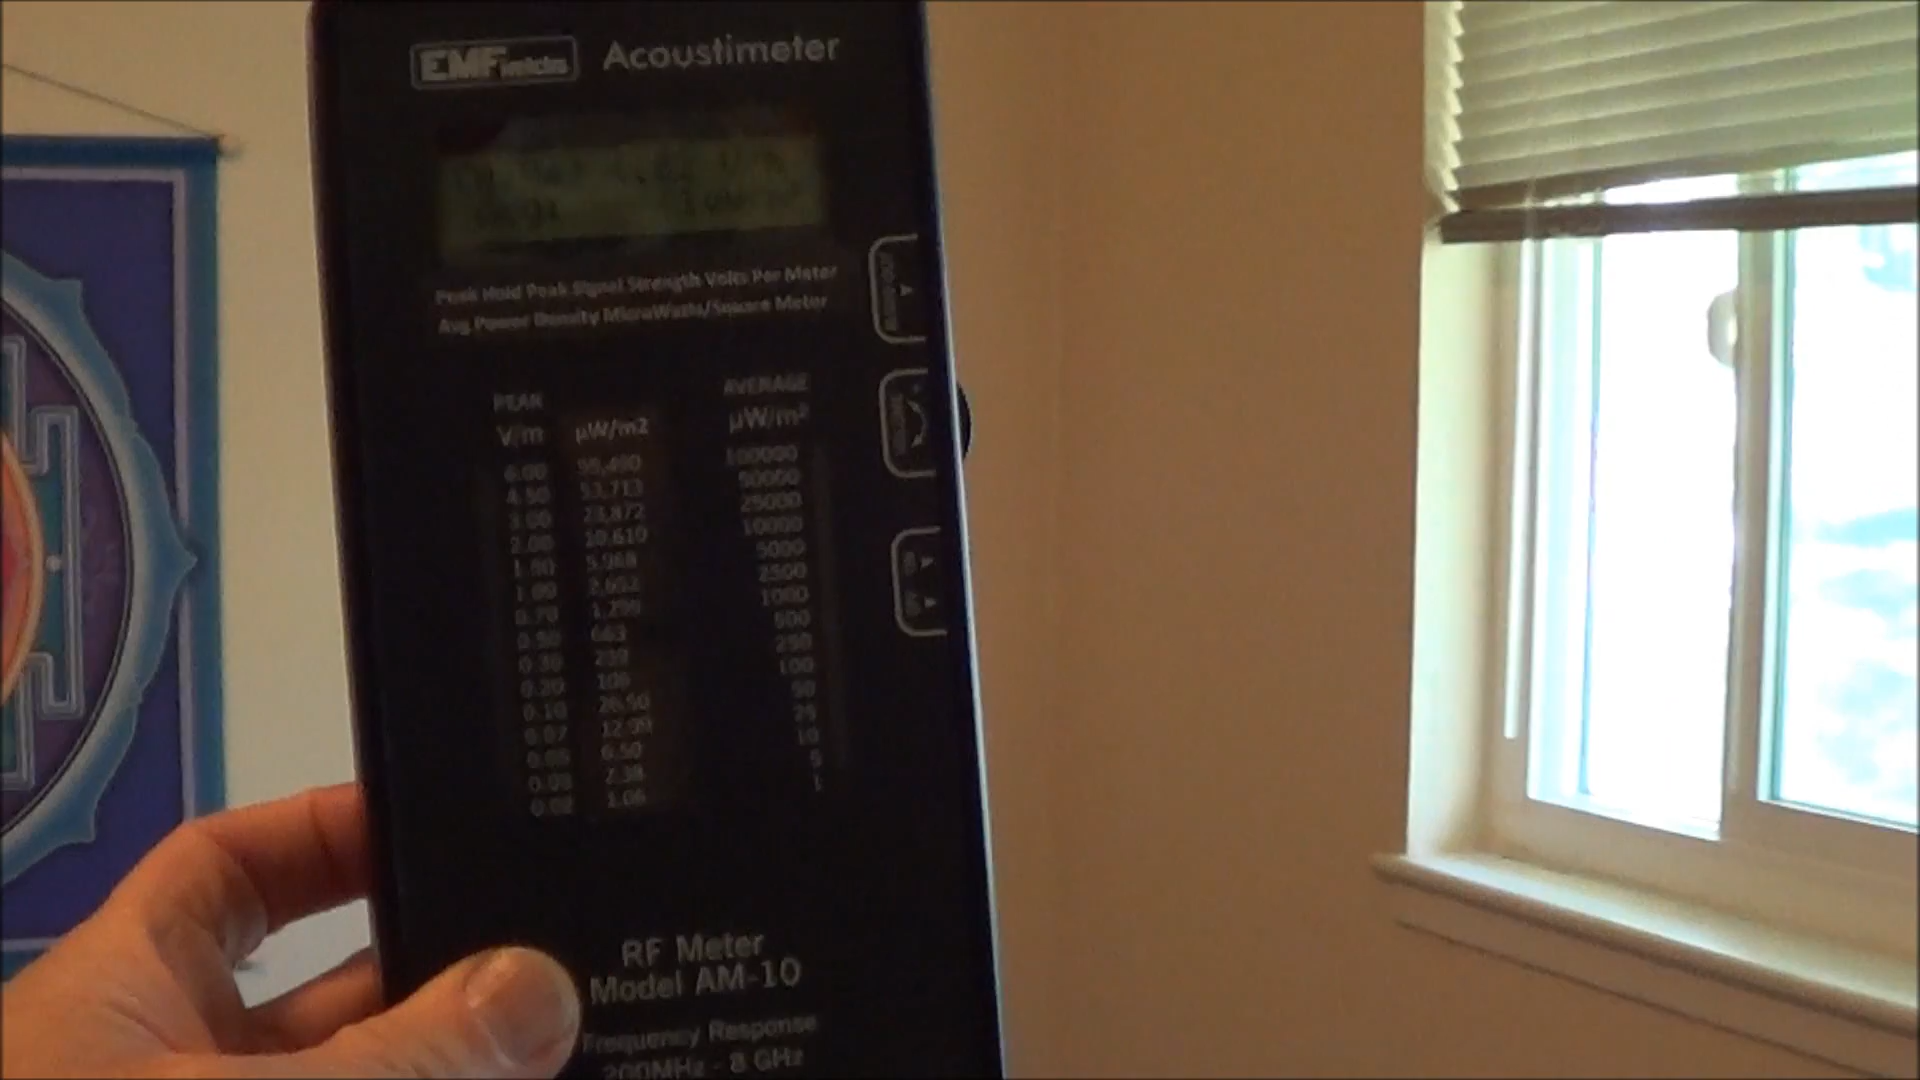 EMFields Acoustimeter
Peak Hold Peak Signal Strength Volts Per Meter
Avg Power Density MicroWatts/Square Meter
PEAK AVERAGE
V/m µW/m2 µW/m²
6.00 100000
4.50 53,713 50000
3.00 23,872 25000
2.00 10,610 10000
5,968 5000
1.00 2,652 2500
0.70 1,299 1000
0.50 663 500
0.30 239 250
0.20 106 100
0.10 26.50 50
0.07 12.99 25
0.05 6.50 10
0.03 2.38 5
0.02 1.06 1
RF Meter
Model AM-10
Frequency Response
200MHz - 8 GHz